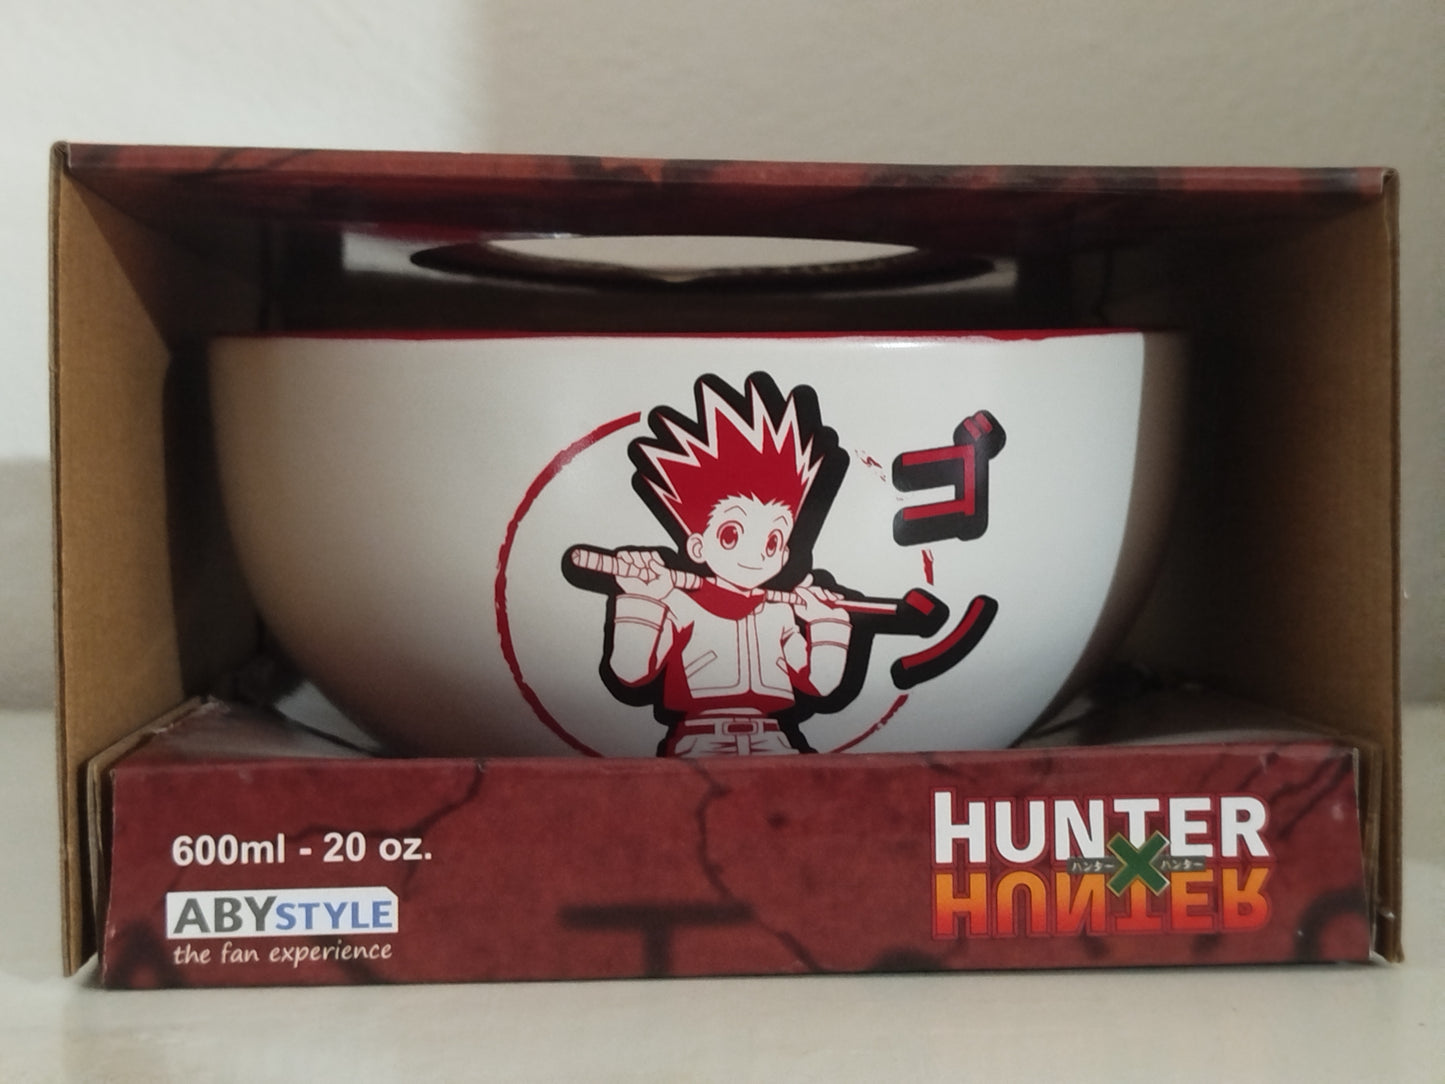 ゴン
600ml - 20 oz.
ABYSTYLE
the fan experience
HUNTER
ハンター × ハンター
HUNTER